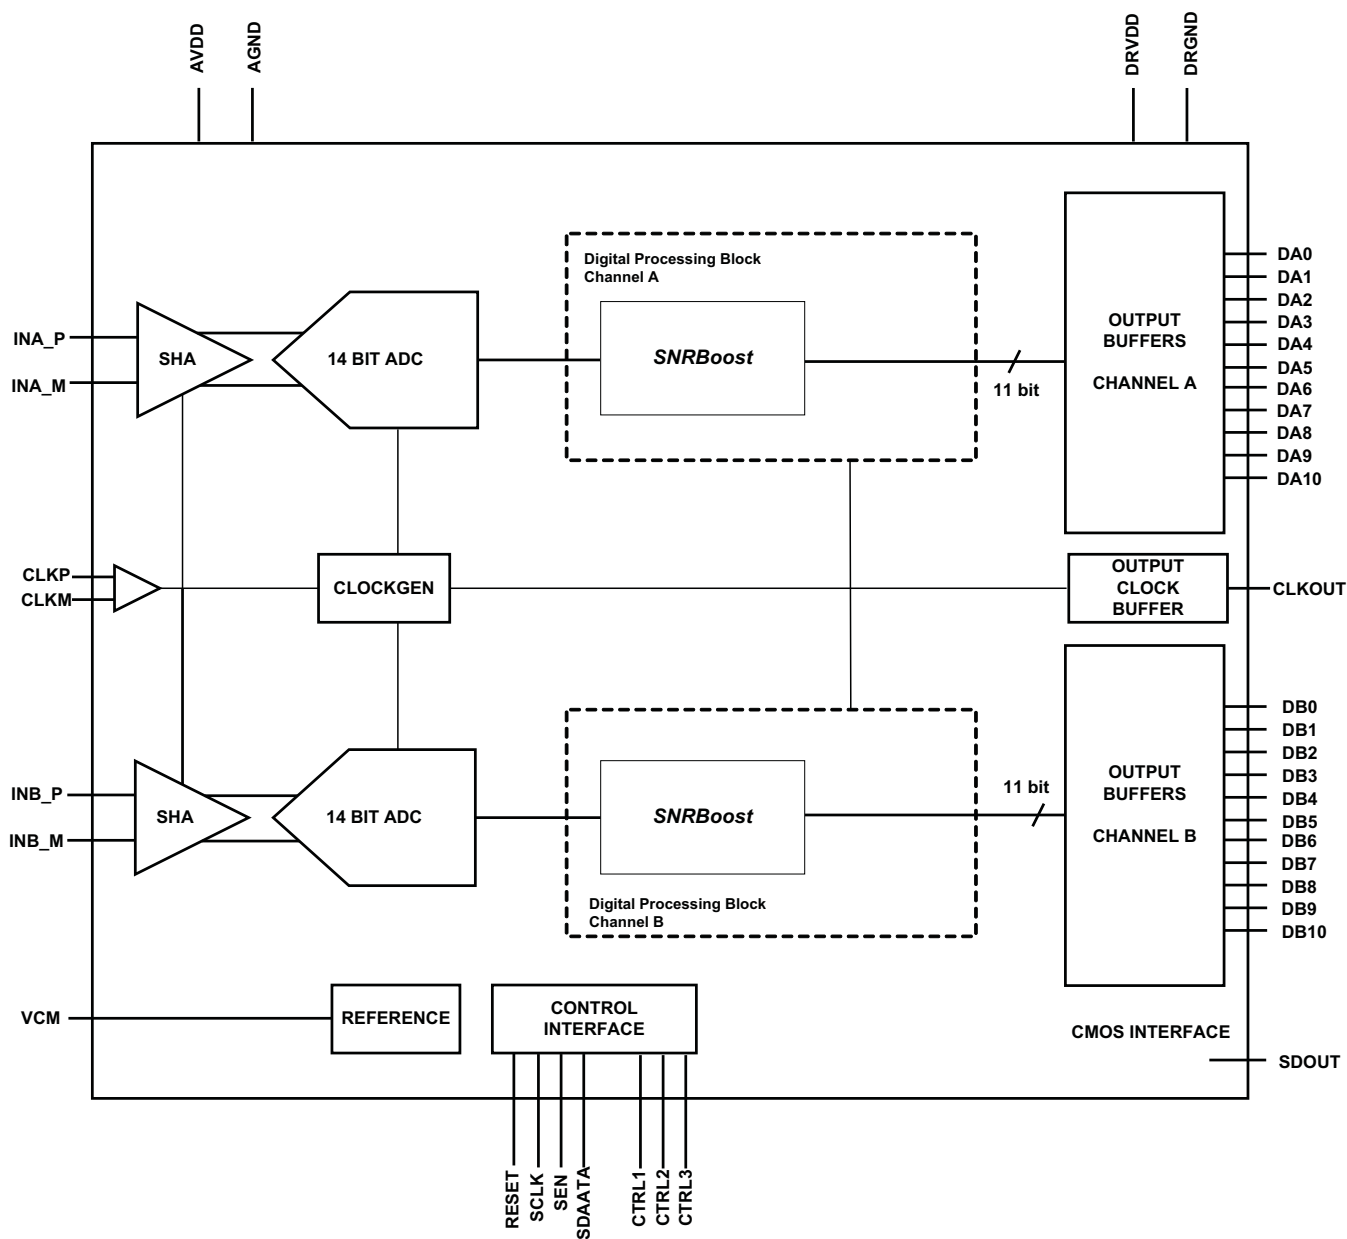 AVDD
AGND
DRVDD
DRGND
Digital Processing Block
Channel A
SNRBoost
INA_P
INA_M
SHA
14 BIT ADC
11 bit
OUTPUT
BUFFERS
CHANNEL A
DA0
DA1
DA2
DA3
DA4
DA5
DA6
DA7
DA8
DA9
DA10
CLKP
CLKM
CLOCKGEN
OUTPUT
CLOCK
BUFFER
CLKOUT
INB_P
INB_M
SHA
14 BIT ADC
SNRBoost
Digital Processing Block
Channel B
11 bit
OUTPUT
BUFFERS
CHANNEL B
DB0
DB1
DB2
DB3
DB4
DB5
DB6
DB7
DB8
DB9
DB10
VCM
REFERENCE
CONTROL
INTERFACE
CMOS INTERFACE
SDOUT
RESET
SCLK
SEN
SDAATA
CTRL1
CTRL2
CTRL3